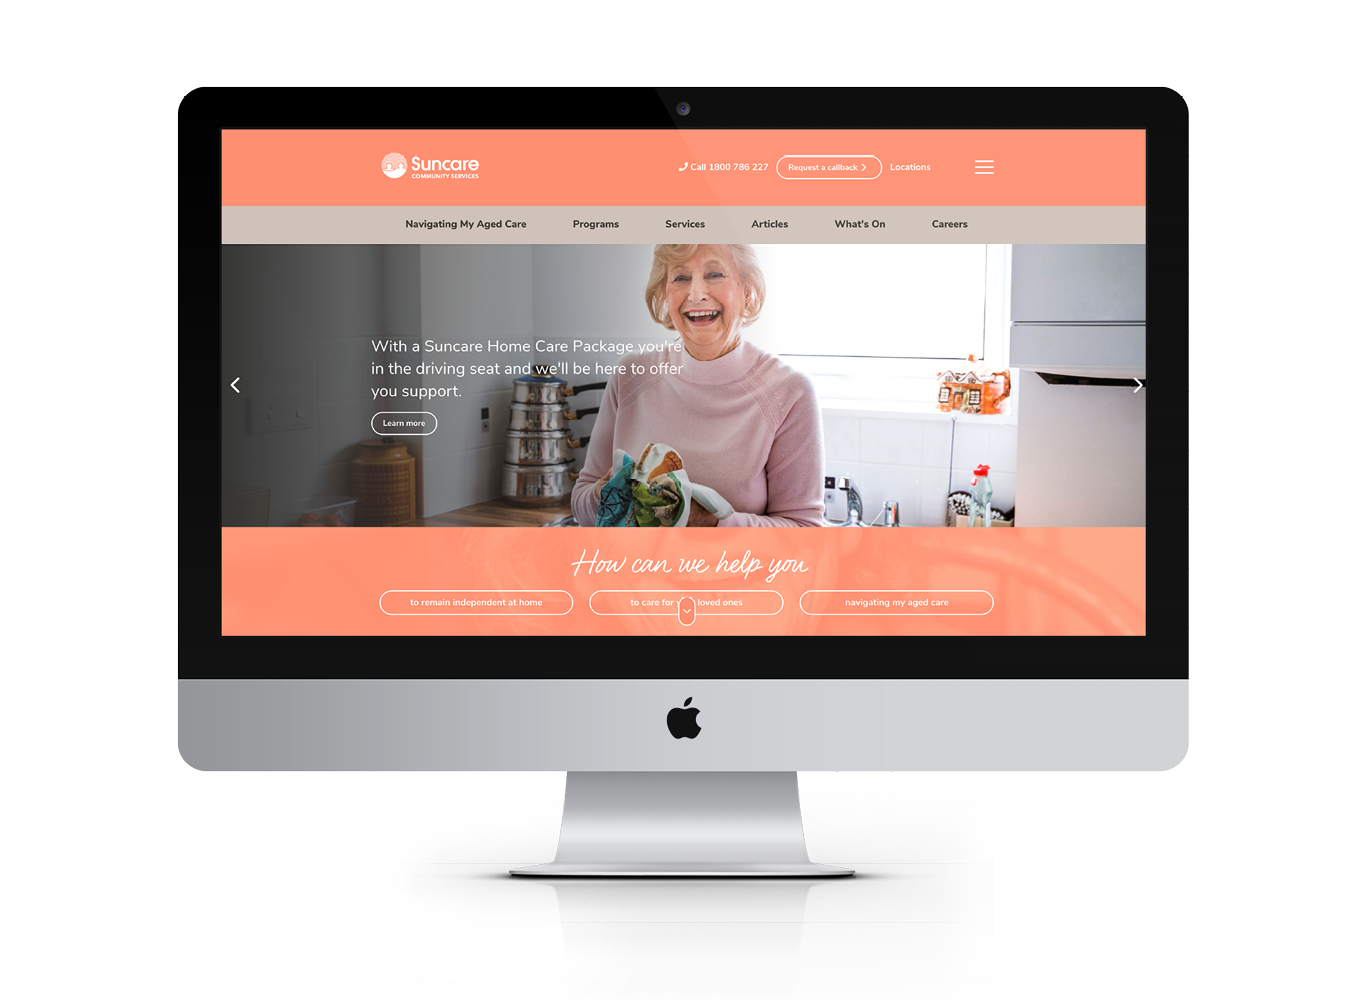 Suncare
COMMUNITY SERVICES
Call 1800 786 227
Request a callback
Locations
Navigating My Aged Care
Programs
Services
Articles
What's On
Careers
With a Suncare Home Care Package you're
in the driving seat and we'll be here to offer
you support.
Learn more
How can we help you
to remain independent at home
to care for loved ones
navigating my aged care